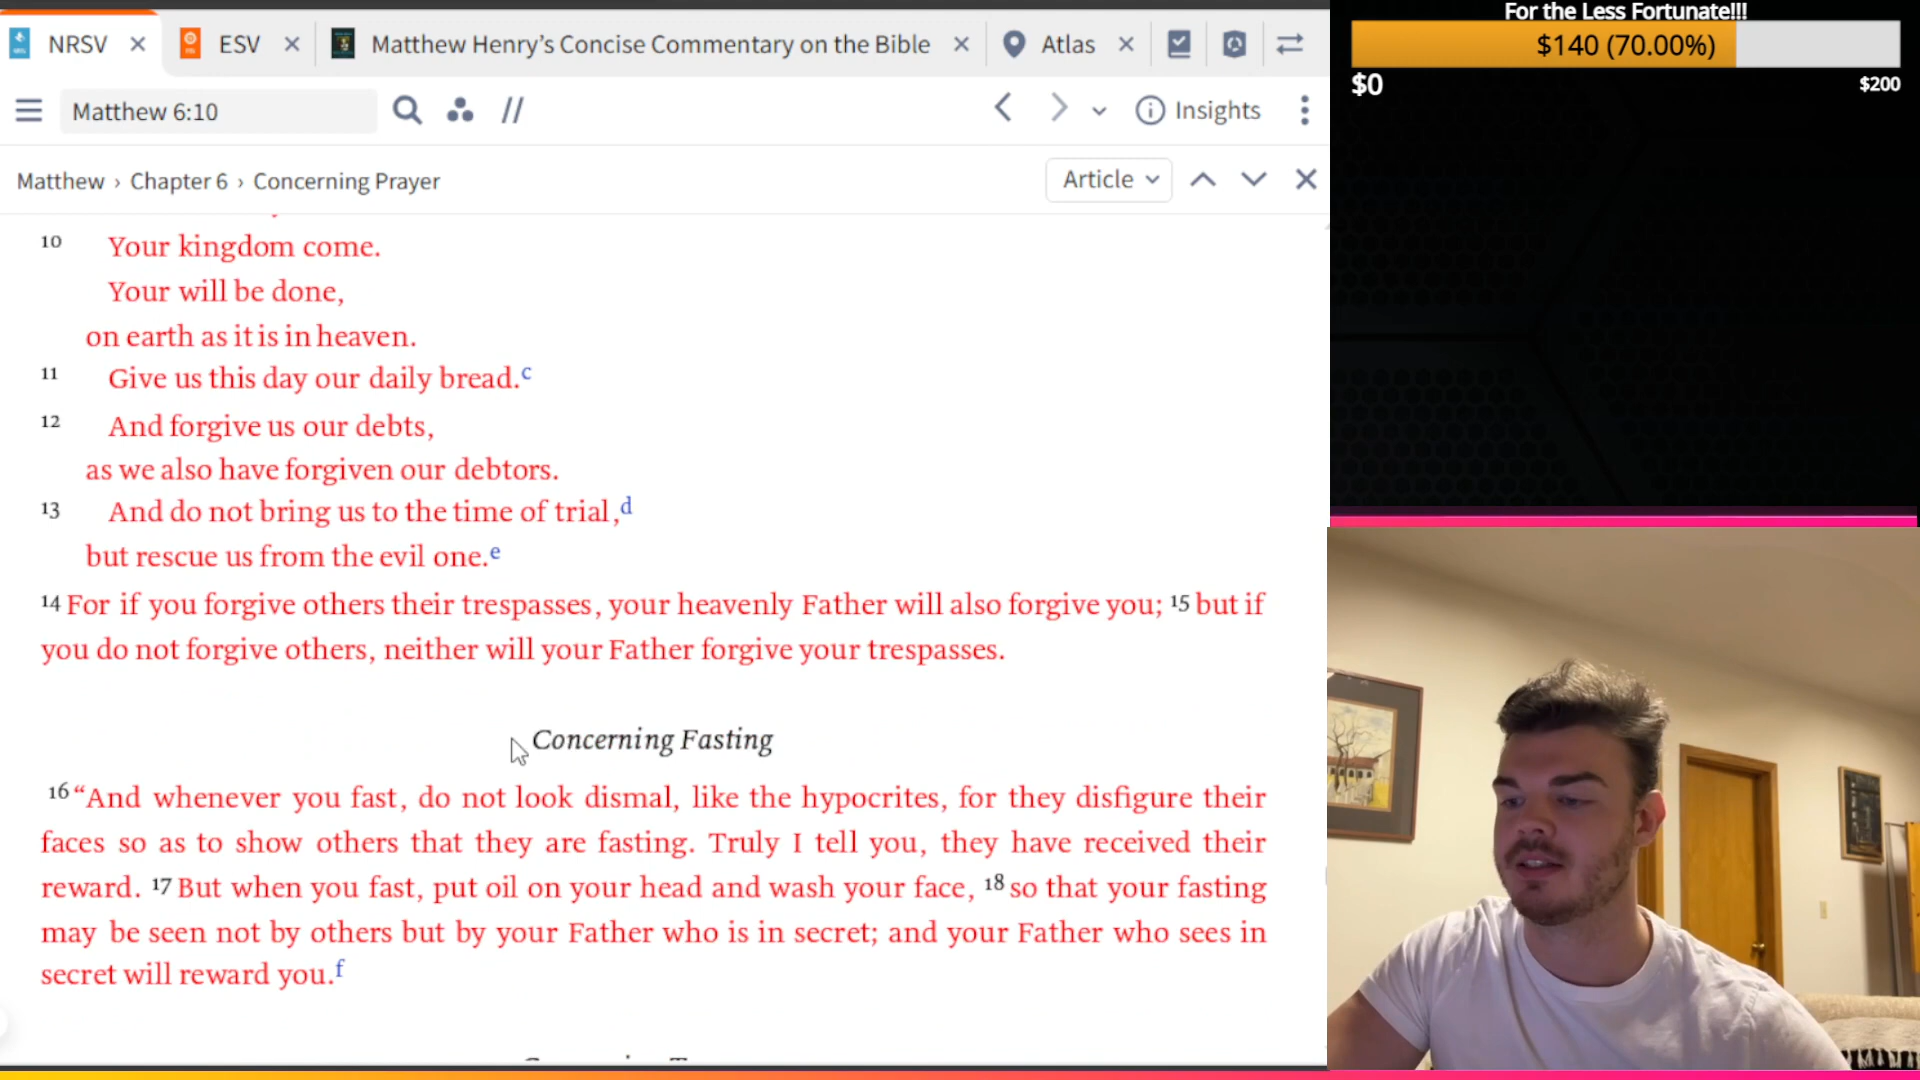 NRSV
ESV
Matthew Henry's Concise Commentary on the Bible
Atlas
Matthew 6:10
Insights
Matthew › Chapter 6 › Concerning Prayer
Article
10 Your kingdom come.
Your will be done,
on earth as it is in heaven.
11 Give us this day our daily bread.c
12 And forgive us our debts,
as we also have forgiven our debtors.
13 And do not bring us to the time of trial,d
but rescue us from the evil one.e
14 For if you forgive others their trespasses, your heavenly Father will also forgive you; 15 but if
you do not forgive others, neither will your Father forgive your trespasses.
Concerning Fasting
16 “And whenever you fast, do not look dismal, like the hypocrites, for they disfigure their
faces so as to show others that they are fasting. Truly I tell you, they have received their
reward. 17 But when you fast, put oil on your head and wash your face, 18 so that your fasting
may be seen not by others but by your Father who is in secret; and your Father who sees in
secret will reward you.f
For the Less Fortunate!!!
$140 (70.00%)
$0
$200